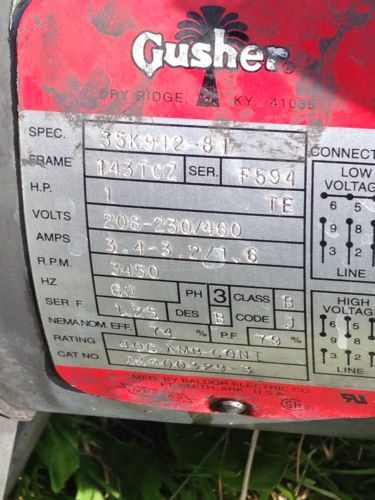 Gusher
DRY RIDGE, KY. 41035
SPEC. 35K912-81
FRAME 143TCZ SER. F594
H.P. 1 TE
VOLTS 208-230/460
AMPS 3.4-3.2/1.6
R.P.M. 3450
HZ 60 PH 3 CLASS B
SER. F. 1.25 DES B CODE J
NEMA NOM. EFF. 74 % P.F. 79 %
RATING 40C AMB-CONT
CAT NO.
MFD. BY BALDOR ELECTRIC CO.
FT. SMITH, ARK. U.S.A.
CONNECT
LOW
VOLTAGE
6 5
9 8
3 2
LINE
HIGH
VOLTAGE
6 5
9 8
3 2
LINE